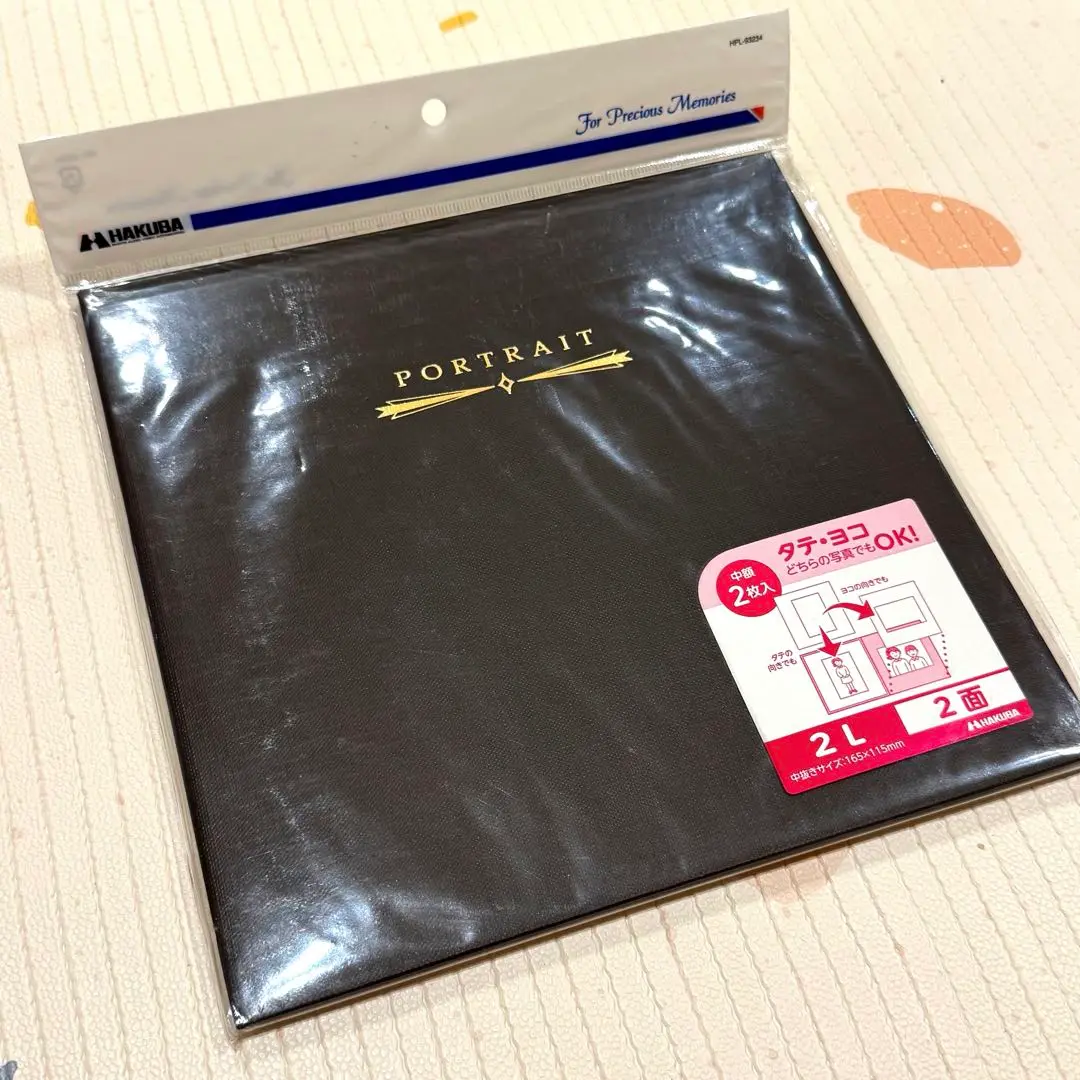 HPL-93234
For Precious Memories
HAKUBA
PORTRAIT
タテ・ヨコ
どちらの写真でもOK!
中額
2枚入
ヨコの向きでも
タテの
向きでも
2L
2面
中抜きサイズ:165×115mm
HAKUBA